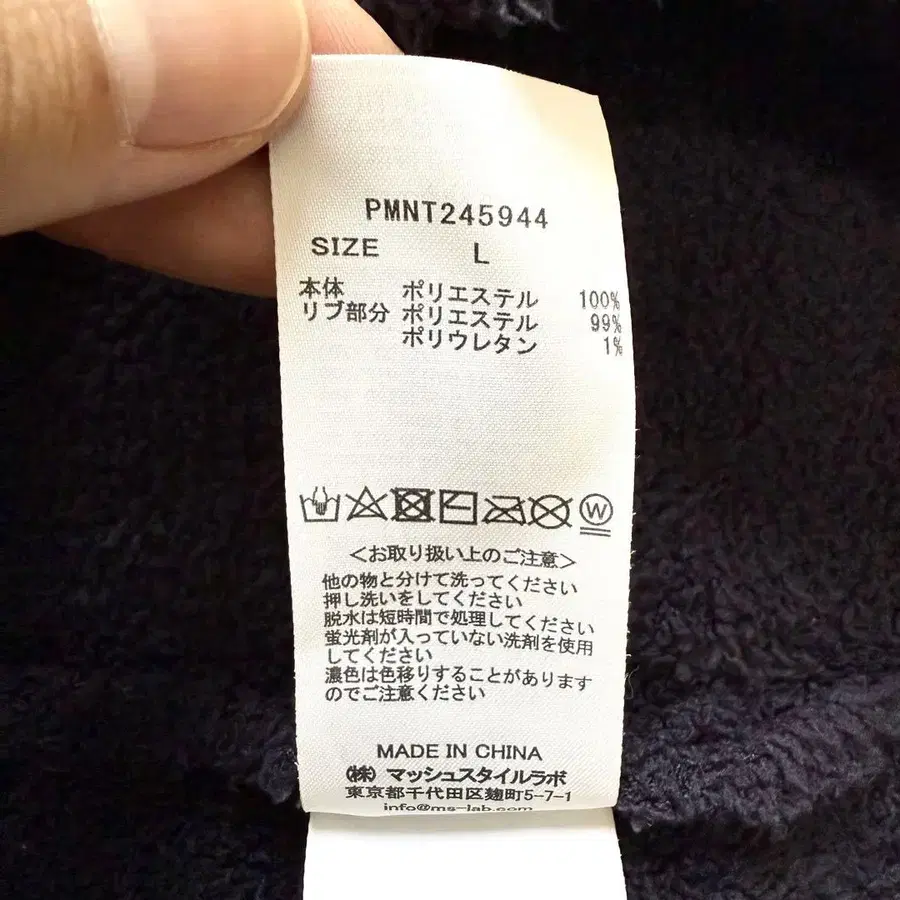 PMNT245944
SIZE L
本体 ポリエステル 100%
リブ部分 ポリエステル 99%
ポリウレタン 1%
W
<お取り扱い上のご注意>
他の物と分けて洗ってください
押し洗いをしてください
脱水は短時間で処理してください
蛍光剤が入っていない洗剤を使用
してください
濃色は色移りすることがあります
のでご注意ください
MADE IN CHINA
㈱ マッシュスタイルラボ
東京都千代田区麹町5-7-1
info@ms-lab.com